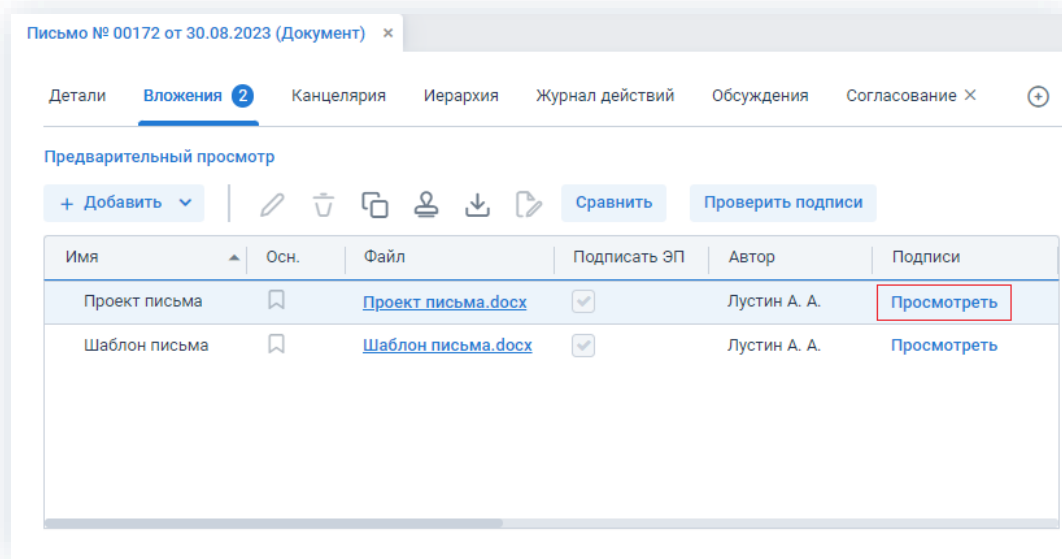 Письмо № 00172 от 30.08.2023 (Документ) ×
Детали Вложения 2 Канцелярия Иерархия Журнал действий Обсуждения Согласование ×
Предварительный просмотр
+ Добавить Сравнить Проверить подписи
Имя Осн. Файл Подписать ЭП Автор Подписи
Проект письма Проект письма.docx Лустин А. А. Просмотреть
Шаблон письма Шаблон письма.docx Лустин А. А. Просмотреть